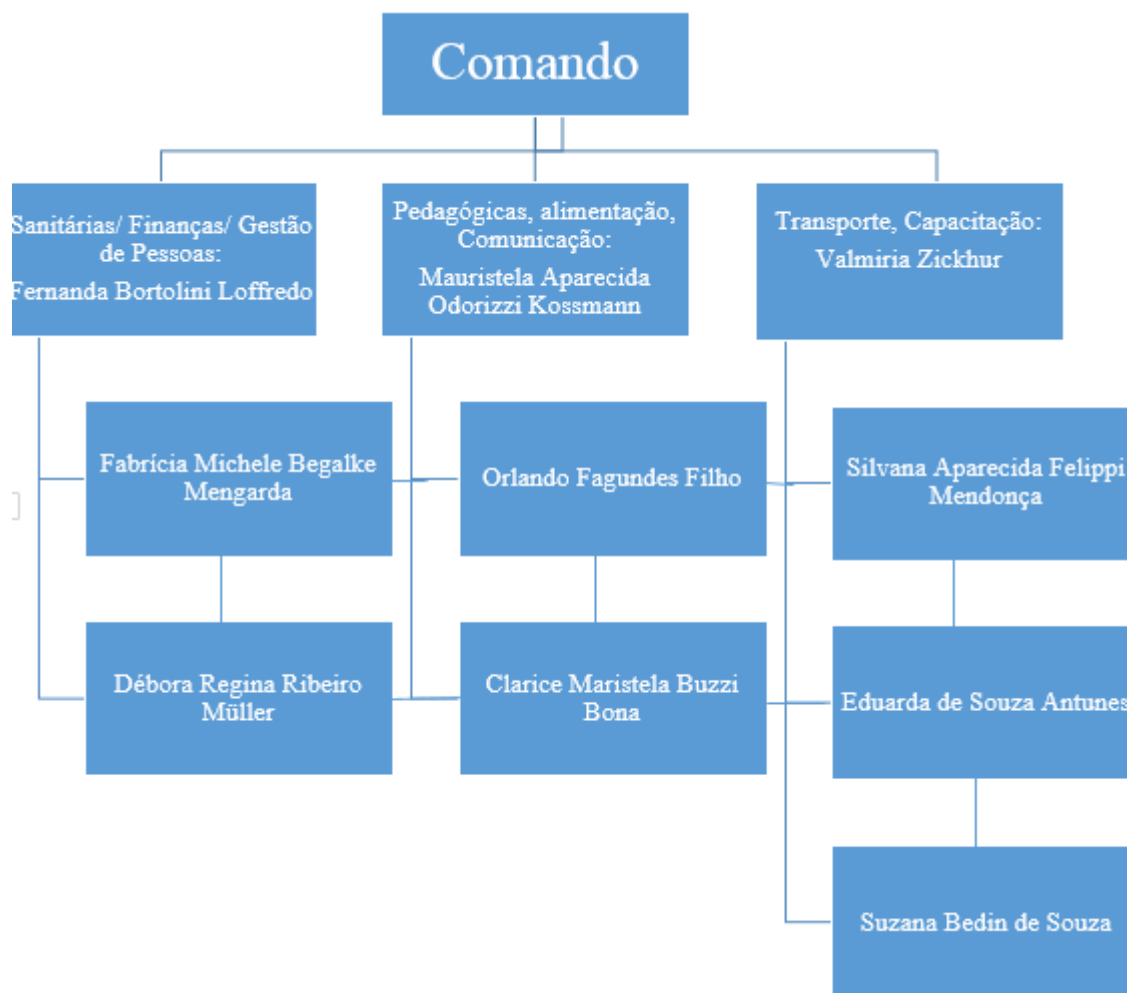 Comando
Sanitárias/ Finanças/ Gestão
de Pessoas:
Fernanda Bortolini Loffredo
Pedagógicas, alimentação,
Comunicação:
Mauristela Aparecida
Odorizzi Kossmann
Transporte, Capacitação:
Valmiria Zickhur
Fabrícia Michele Begalke
Mengarda
Orlando Fagundes Filho
Silvana Aparecida Felippi
Mendonça
Débora Regina Ribeiro
Müller
Clarice Maristela Buzzi
Bona
Eduarda de Souza Antunes
Suzana Bedin de Souza